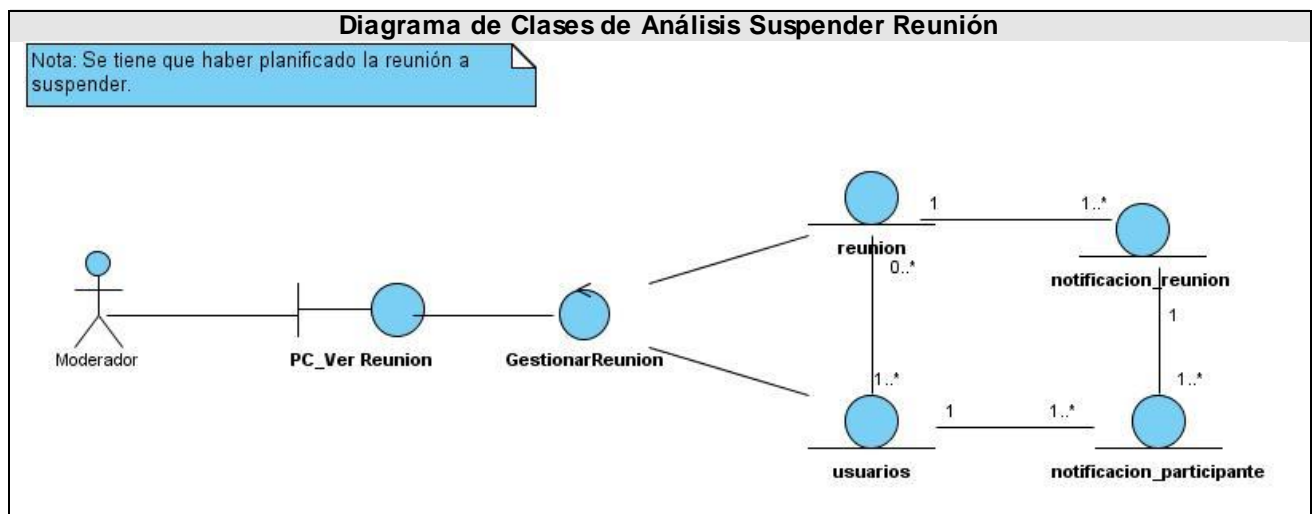 Diagrama de Clases de Análisis Suspender Reunión
Nota: Se tiene que haber planificado la reunión a
suspender.
1
1..*
reunion
0..*
notificacion_reunion
1
Moderador
PC_Ver Reunion
GestionarReunion
1..*
1..*
1
1..*
usuarios
notificacion_participante